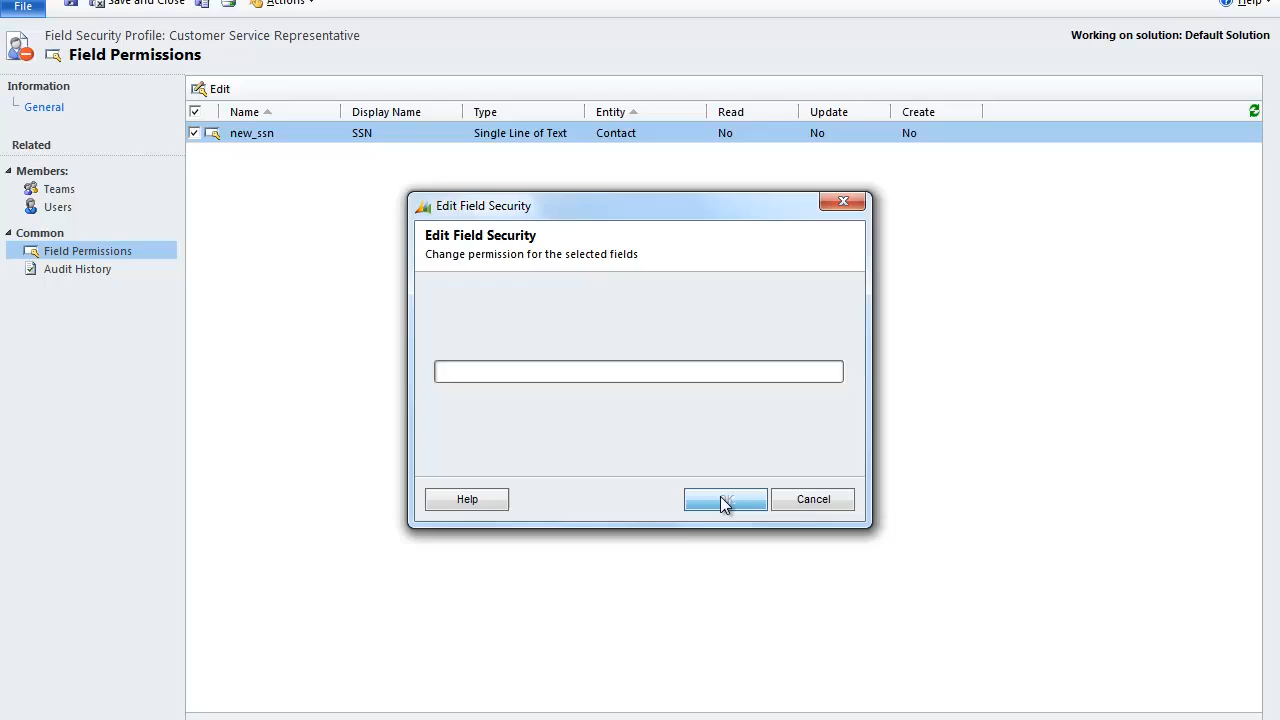 File Save and Close Actions Help
Field Security Profile: Customer Service Representative
Working on solution: Default Solution
Field Permissions
Information
General
Related
Members:
Teams
Users
Common
Field Permissions
Audit History
Edit
Name Display Name Type Entity Read Update Create
new_ssn SSN Single Line of Text Contact No No No
Edit Field Security
Edit Field Security
Change permission for the selected fields
Help OK Cancel